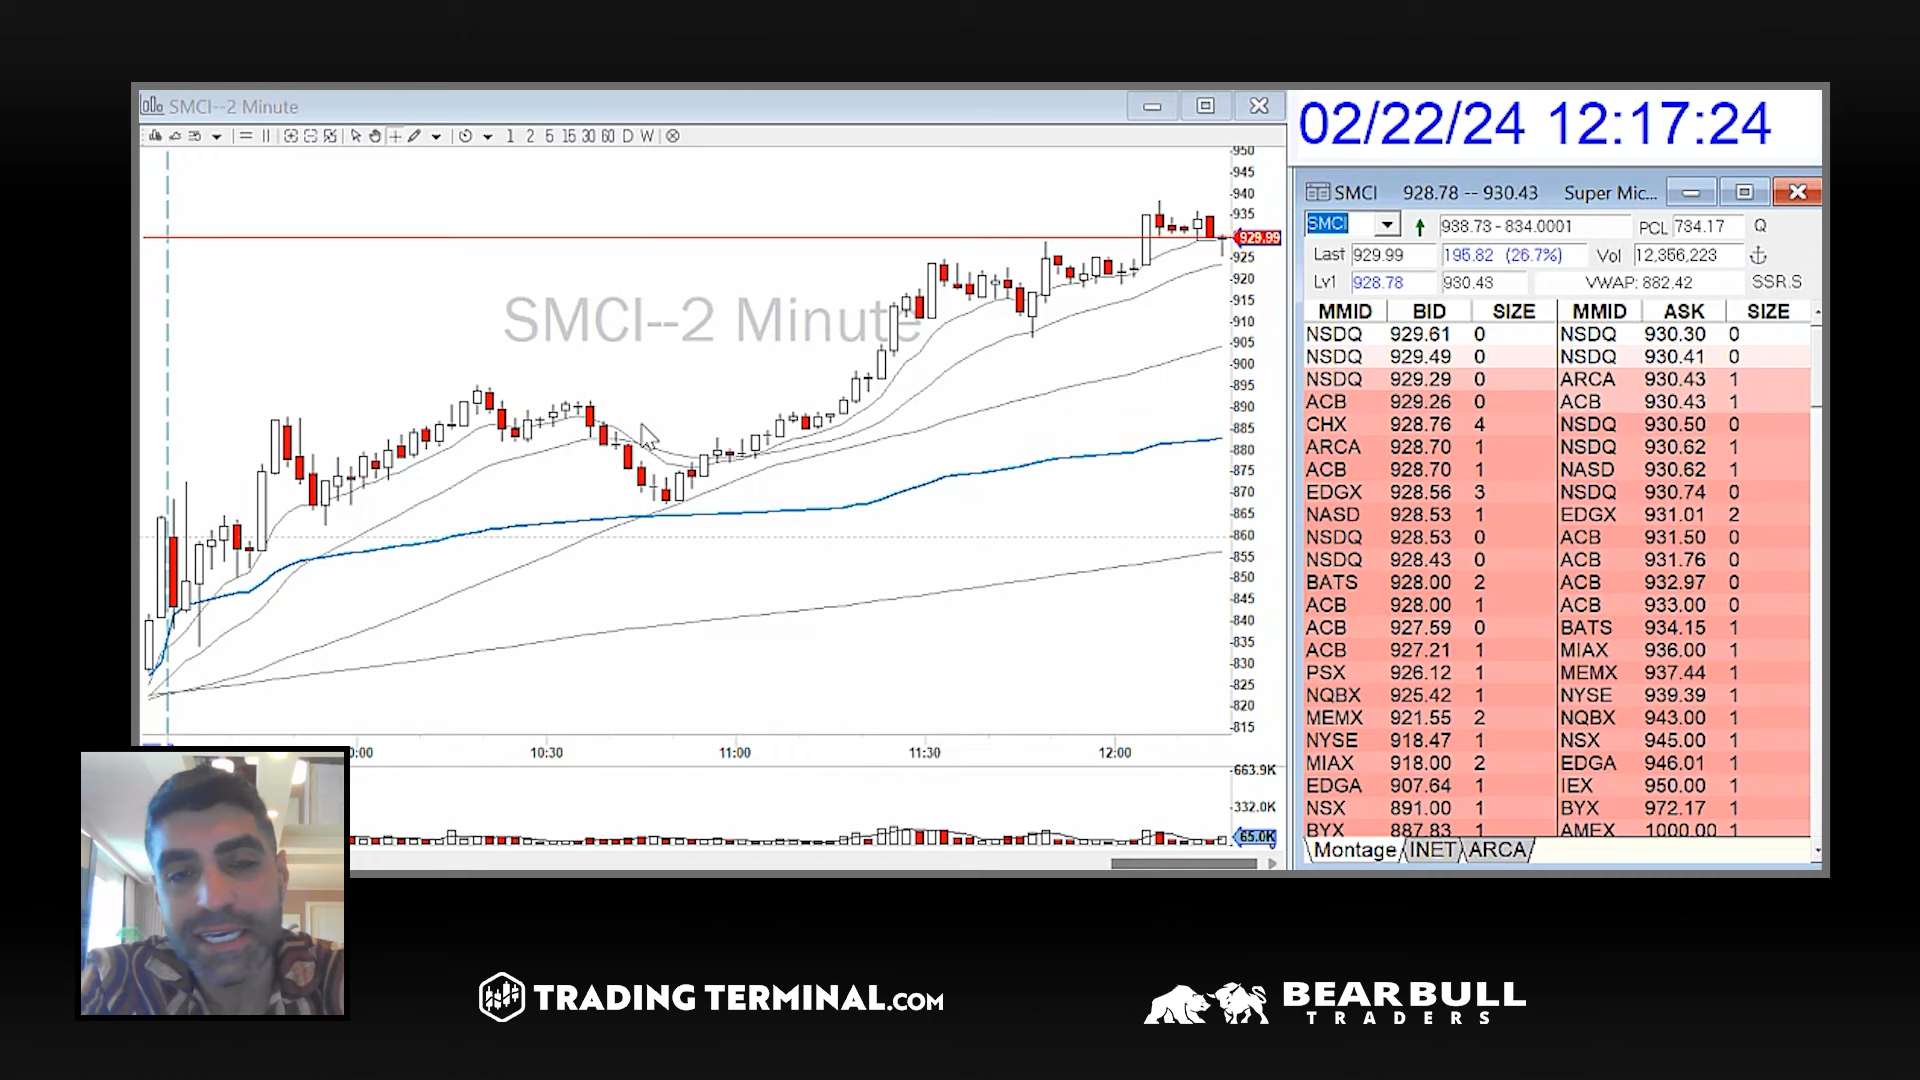 SMCI--2 Minute
1 2 5 15 30 60 D W
SMCI--2 Minute
950
945
940
935
929.99
925
920
915
910
905
900
895
890
885
880
875
870
865
860
855
850
845
840
835
830
825
820
815
0:00 10:30 11:00 11:30 12:00
663.9K
332.0K
65.0K
02/22/24 12:17:24
SMCI 928.78 -- 930.43 Super Mic...
SMCI 938.73 - 834.0001 PCL 734.17 Q
Last 929.99 195.82 (26.7%) Vol 12,356,223
Lv1 928.78 930.43 VWAP: 882.42 SSR.S
MMID BID SIZE MMID ASK SIZE
NSDQ 929.61 0 NSDQ 930.30 0
NSDQ 929.49 0 NSDQ 930.41 0
NSDQ 929.29 0 ARCA 930.43 1
ACB 929.26 0 ACB 930.43 1
CHX 928.76 4 NSDQ 930.50 0
ARCA 928.70 1 NSDQ 930.62 1
ACB 928.70 1 NASD 930.62 1
EDGX 928.56 3 NSDQ 930.74 0
NASD 928.53 1 EDGX 931.01 2
NSDQ 928.53 0 ACB 931.50 0
NSDQ 928.43 0 ACB 931.76 0
BATS 928.00 2 ACB 932.97 0
ACB 928.00 1 ACB 933.00 0
ACB 927.59 0 BATS 934.15 1
ACB 927.21 1 MIAX 936.00 1
PSX 926.12 1 MEMX 937.44 1
NQBX 925.42 1 NYSE 939.39 1
MEMX 921.55 2 NQBX 943.00 1
NYSE 918.47 1 NSX 945.00 1
MIAX 918.00 2 EDGA 946.01 1
EDGA 907.64 1 IEX 950.00 1
NSX 891.00 1 BYX 972.17 1
BYX 887.83 1 AMEX 1000.00 1
Montage INET ARCA
TRADING TERMINAL.COM
BEAR BULL
TRADERS